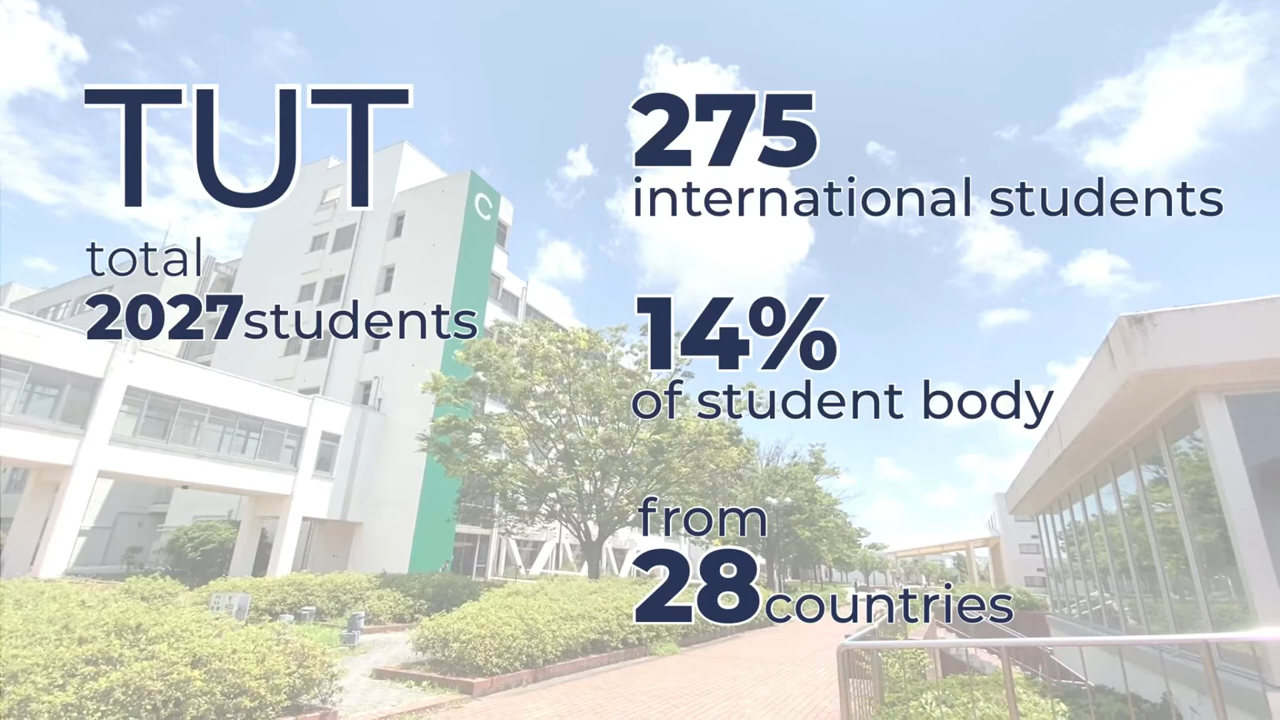 TUT
total
2027students
275
international students
14%
of student body
from
28countries
C